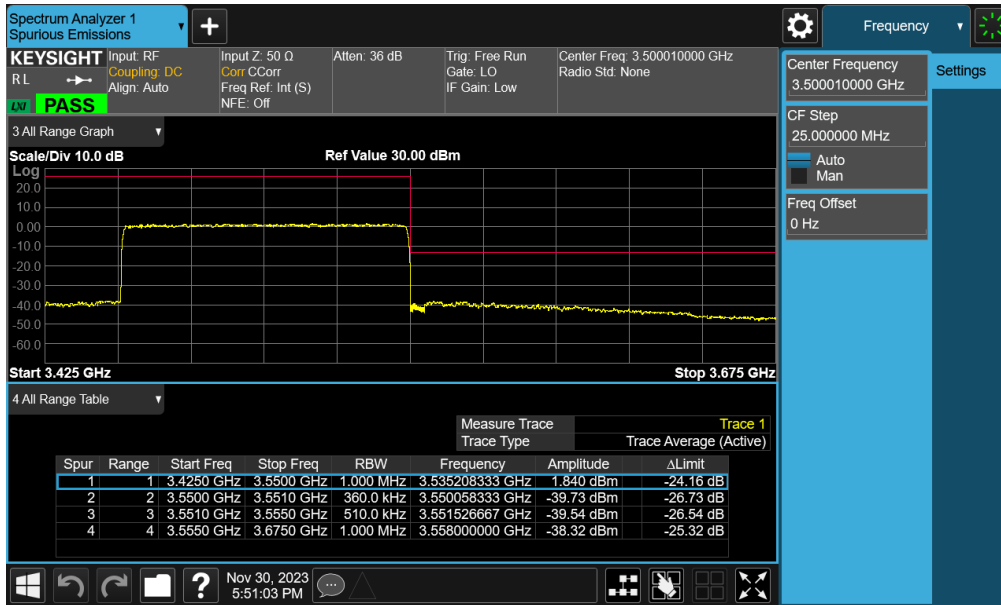 Spectrum Analyzer 1
Spurious Emissions
Frequency
KEYSIGHT
R L
LXI
PASS
Input: RF
Coupling: DC
Align: Auto
Input Z: 50 Ω
Corr CCorr
Freq Ref: Int (S)
NFE: Off
Atten: 36 dB
Trig: Free Run
Gate: LO
IF Gain: Low
Center Freq: 3.500010000 GHz
Radio Std: None
Center Frequency
3.500010000 GHz
Settings
CF Step
25.000000 MHz
Auto
Man
Freq Offset
0 Hz
3 All Range Graph
Scale/Div 10.0 dB
Ref Value 30.00 dBm
Log
20.0
10.0
0.00
-10.0
-20.0
-30.0
-40.0
-50.0
-60.0
Start 3.425 GHz
Stop 3.675 GHz
4 All Range Table
Measure Trace Trace 1
Trace Type Trace Average (Active)
Spur Range Start Freq Stop Freq RBW Frequency Amplitude ΔLimit
1 1 3.4250 GHz 3.5500 GHz 1.000 MHz 3.535208333 GHz 1.840 dBm -24.16 dB
2 2 3.5500 GHz 3.5510 GHz 360.0 kHz 3.550058333 GHz -39.73 dBm -26.73 dB
3 3 3.5510 GHz 3.5550 GHz 510.0 kHz 3.551526667 GHz -39.54 dBm -26.54 dB
4 4 3.5550 GHz 3.6750 GHz 1.000 MHz 3.558000000 GHz -38.32 dBm -25.32 dB
?
Nov 30, 2023
5:51:03 PM